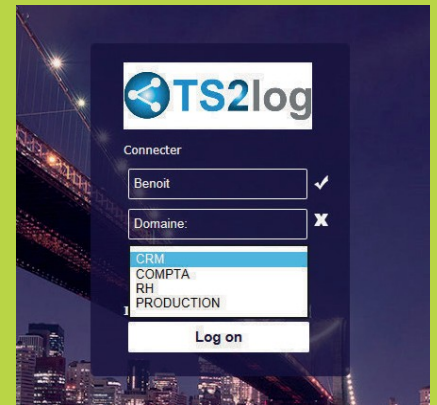 TS2log
Connecter
Benoit
Domaine:
CRM
COMPTA
RH
PRODUCTION
Log on